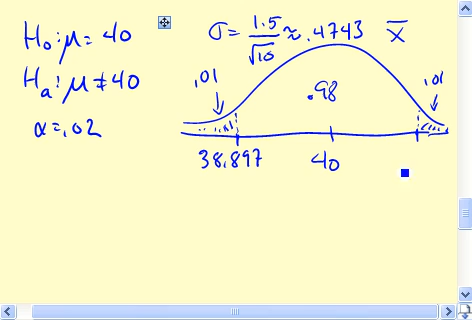 H₀: μ = 40
Hₐ: μ ≠ 40
α = .02
σ = 1.5/√10 ≈ .4743 x̄
.01
.98
.01
38.897 40